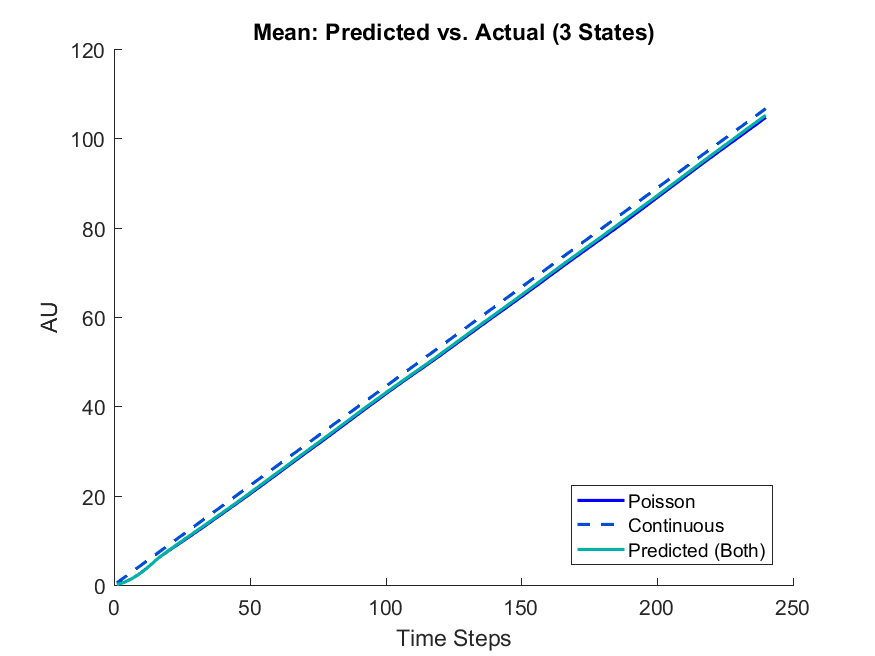 Mean: Predicted vs. Actual (3 States)
120
100
80
60
40
20
0
AU
0 50 100 150 200 250
Time Steps
Poisson
Continuous
Predicted (Both)